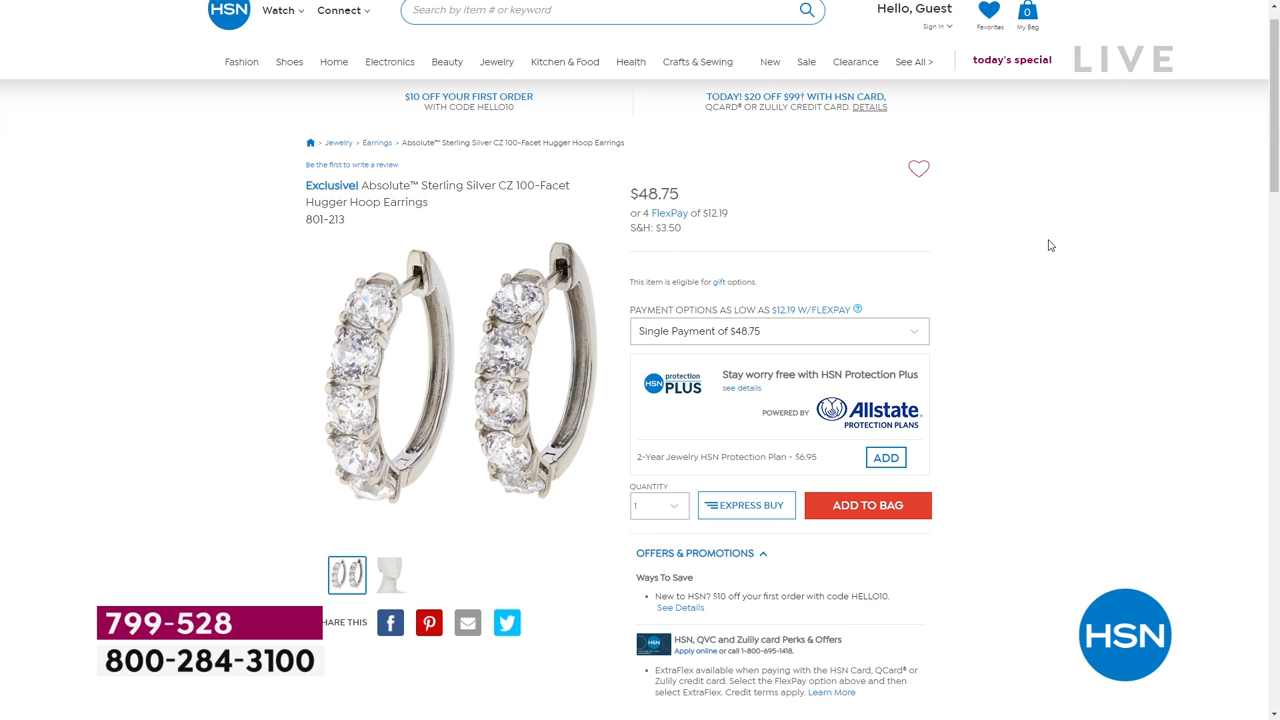 HSN
Watch
Connect
Search by item # or keyword
Hello, Guest
Sign In
Favorites
0
My Bag
Fashion
Shoes
Home
Electronics
Beauty
Jewelry
Kitchen & Food
Health
Crafts & Sewing
New
Sale
Clearance
See All >
today's special
LIVE
$10 OFF YOUR FIRST ORDER
WITH CODE HELLO10
TODAY! $20 OFF $99† WITH HSN CARD,
QCARD® OR ZULILY CREDIT CARD. DETAILS
> Jewelry > Earrings > Absolute™ Sterling Silver CZ 100-Facet Hugger Hoop Earrings
Be the first to write a review
Exclusive! Absolute™ Sterling Silver CZ 100-Facet
Hugger Hoop Earrings
801-213
$48.75
or 4 FlexPay of $12.19
S&H: $3.50
This item is eligible for gift options.
PAYMENT OPTIONS AS LOW AS $12.19 W/FLEXPAY ?
Single Payment of $48.75
HSN protection PLUS
Stay worry free with HSN Protection Plus
see details
POWERED BY
Allstate
PROTECTION PLANS
2-Year Jewelry HSN Protection Plan - $6.95
ADD
QUANTITY
1
EXPRESS BUY
ADD TO BAG
OFFERS & PROMOTIONS
Ways To Save
• New to HSN? $10 off your first order with code HELLO10.
See Details
HSN, QVC and Zulily card Perks & Offers
Apply online or call 1-800-695-1418.
• ExtraFlex available when paying with the HSN Card, QCard® or
Zulily credit card. Select the FlexPay option above and then
select ExtraFlex. Credit terms apply. Learn More
HARE THIS
799-528
800-284-3100
HSN